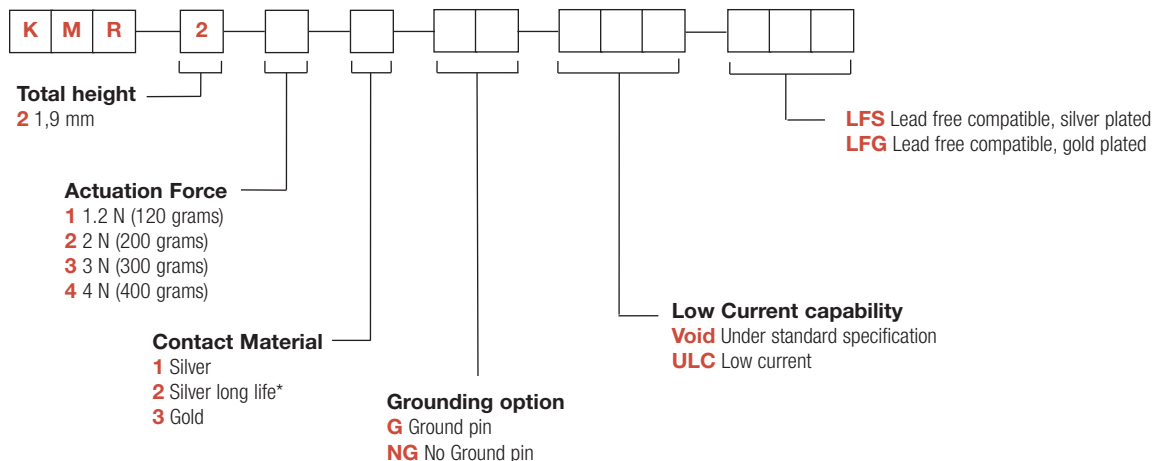 K M R 2
Total height
2 1,9 mm
LFS Lead free compatible, silver plated
LFG Lead free compatible, gold plated
Actuation Force
1 1.2 N (120 grams)
2 2 N (200 grams)
3 3 N (300 grams)
4 4 N (400 grams)
Low Current capability
Void Under standard specification
ULC Low current
Contact Material
1 Silver
2 Silver long life*
3 Gold
Grounding option
G Ground pin
NG No Ground pin